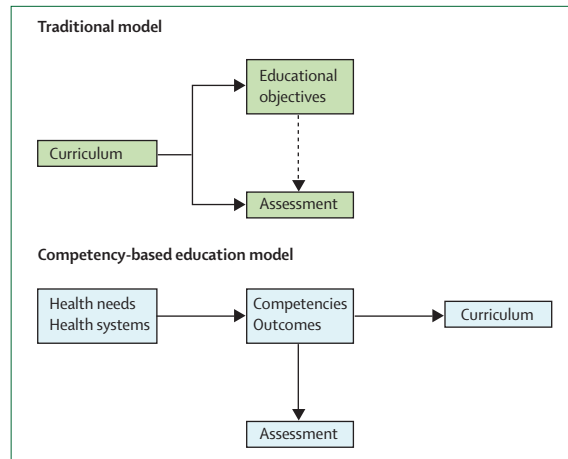 Traditional model
Educational
objectives
Curriculum
Assessment
Competency-based education model
Health needs
Health systems
Competencies
Outcomes
Curriculum
Assessment